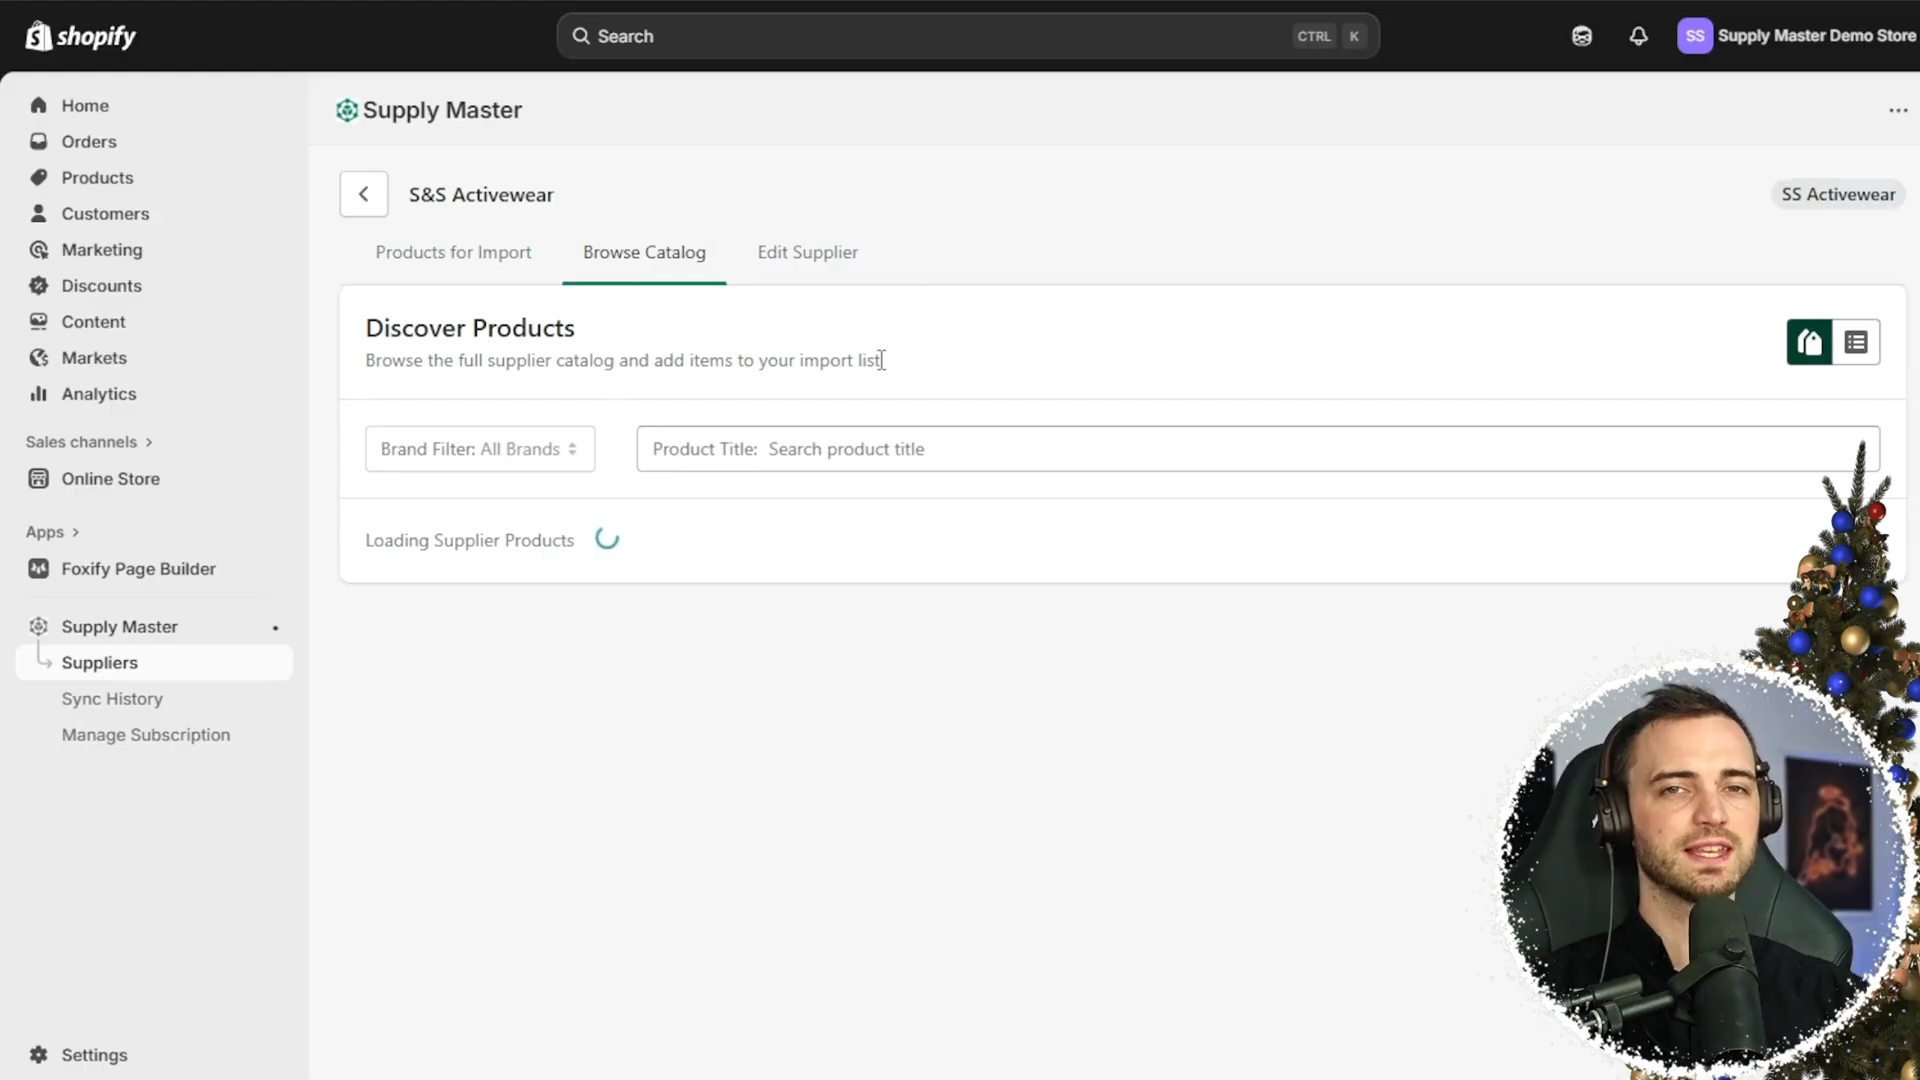 shopify
Search
CTRL K
SS Supply Master Demo Store
Home
Orders
Products
Customers
Marketing
Discounts
Content
Markets
Analytics
Sales channels
Online Store
Apps
Foxify Page Builder
Supply Master
Suppliers
Sync History
Manage Subscription
Settings
Supply Master
S&S Activewear
SS Activewear
Products for Import
Browse Catalog
Edit Supplier
Discover Products
Browse the full supplier catalog and add items to your import list
Brand Filter: All Brands
Product Title: Search product title
Loading Supplier Products